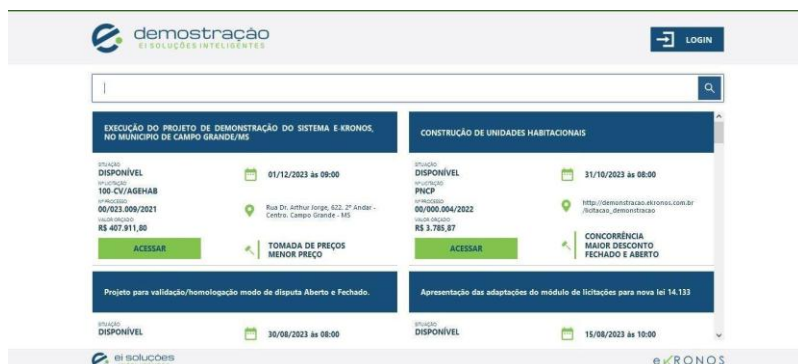 demostração
EI SOLUÇÕES INTELIGENTES
LOGIN
EXECUÇÃO DO PROJETO DE DEMONSTRAÇÃO DO SISTEMA E-KRONOS,
NO MUNICIPIO DE CAMPO GRANDE/MS
SITUAÇÃO
DISPONÍVEL
Nº LICITAÇÃO
100-CV/AGEHAB
Nº PROCESSO
00/023.009/2021
VALOR ORÇADO
R$ 407.911,80
ACESSAR
01/12/2023 às 09:00
Rua Dr. Arthur Jorge, 622. 2º Andar -
Centro. Campo Grande - MS
TOMADA DE PREÇOS
MENOR PREÇO
CONSTRUÇÃO DE UNIDADES HABITACIONAIS
SITUAÇÃO
DISPONÍVEL
Nº LICITAÇÃO
PNCP
Nº PROCESSO
00/000.004/2022
VALOR ORÇADO
R$ 3.785,87
ACESSAR
31/10/2023 às 08:00
http://demonstracao.ekronos.com.br
/licitacao_demonstracao
CONCORRÊNCIA
MAIOR DESCONTO
FECHADO E ABERTO
Projeto para validação/homologação modo de disputa Aberto e Fechado.
SITUAÇÃO
DISPONÍVEL
30/08/2023 às 08:00
Apresentação das adaptações do módulo de licitações para nova lei 14.133
SITUAÇÃO
DISPONÍVEL
15/08/2023 às 10:00
ei soluções
eKRONOS